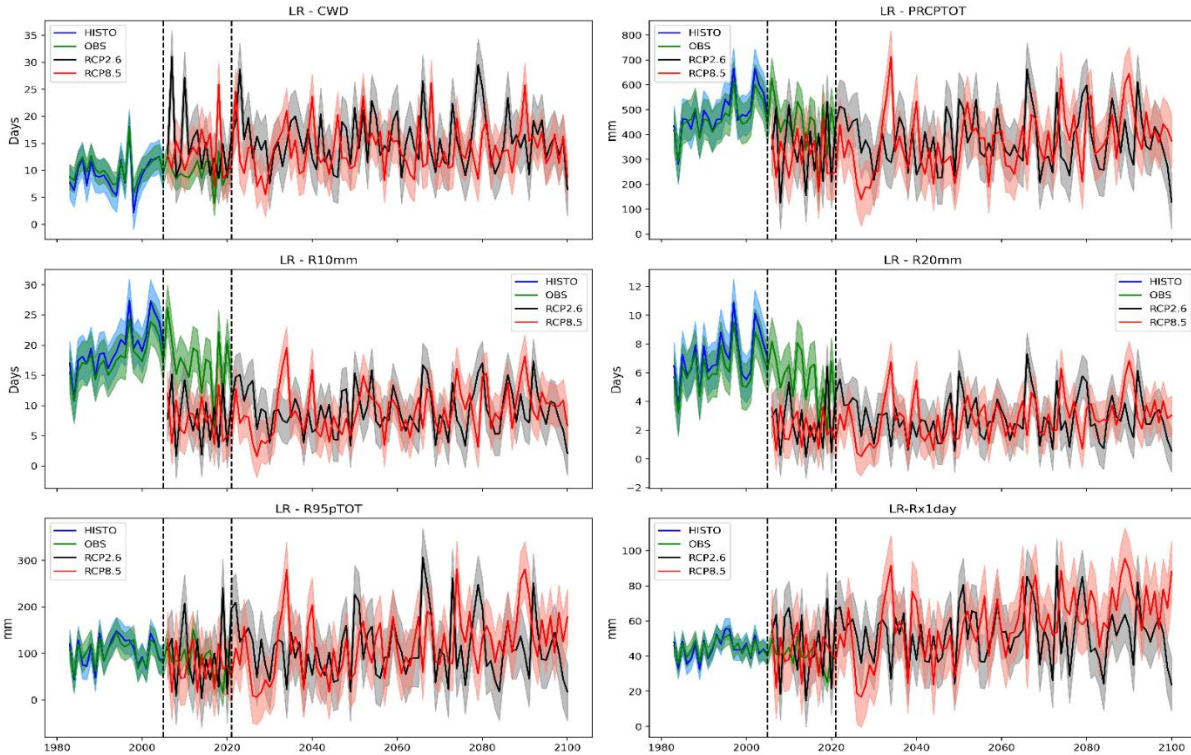 LR - CWD
HISTO
OBS
RCP2.6
RCP8.5
Days
35
30
25
20
15
10
5
0
LR - PRCPTOT
HISTO
OBS
RCP2.6
RCP8.5
mm
800
700
600
500
400
300
200
100
0
LR - R10mm
HISTO
OBS
RCP2.6
RCP8.5
Days
30
25
20
15
10
5
0
LR - R20mm
HISTO
OBS
RCP2.6
RCP8.5
Days
12
10
8
6
4
2
0
−2
LR - R95pTOT
HISTO
OBS
RCP2.6
RCP8.5
mm
300
200
100
0
1980 2000 2020 2040 2060 2080 2100
LR-Rx1day
HISTO
OBS
RCP2.6
RCP8.5
mm
100
80
60
40
20
0
1980 2000 2020 2040 2060 2080 2100